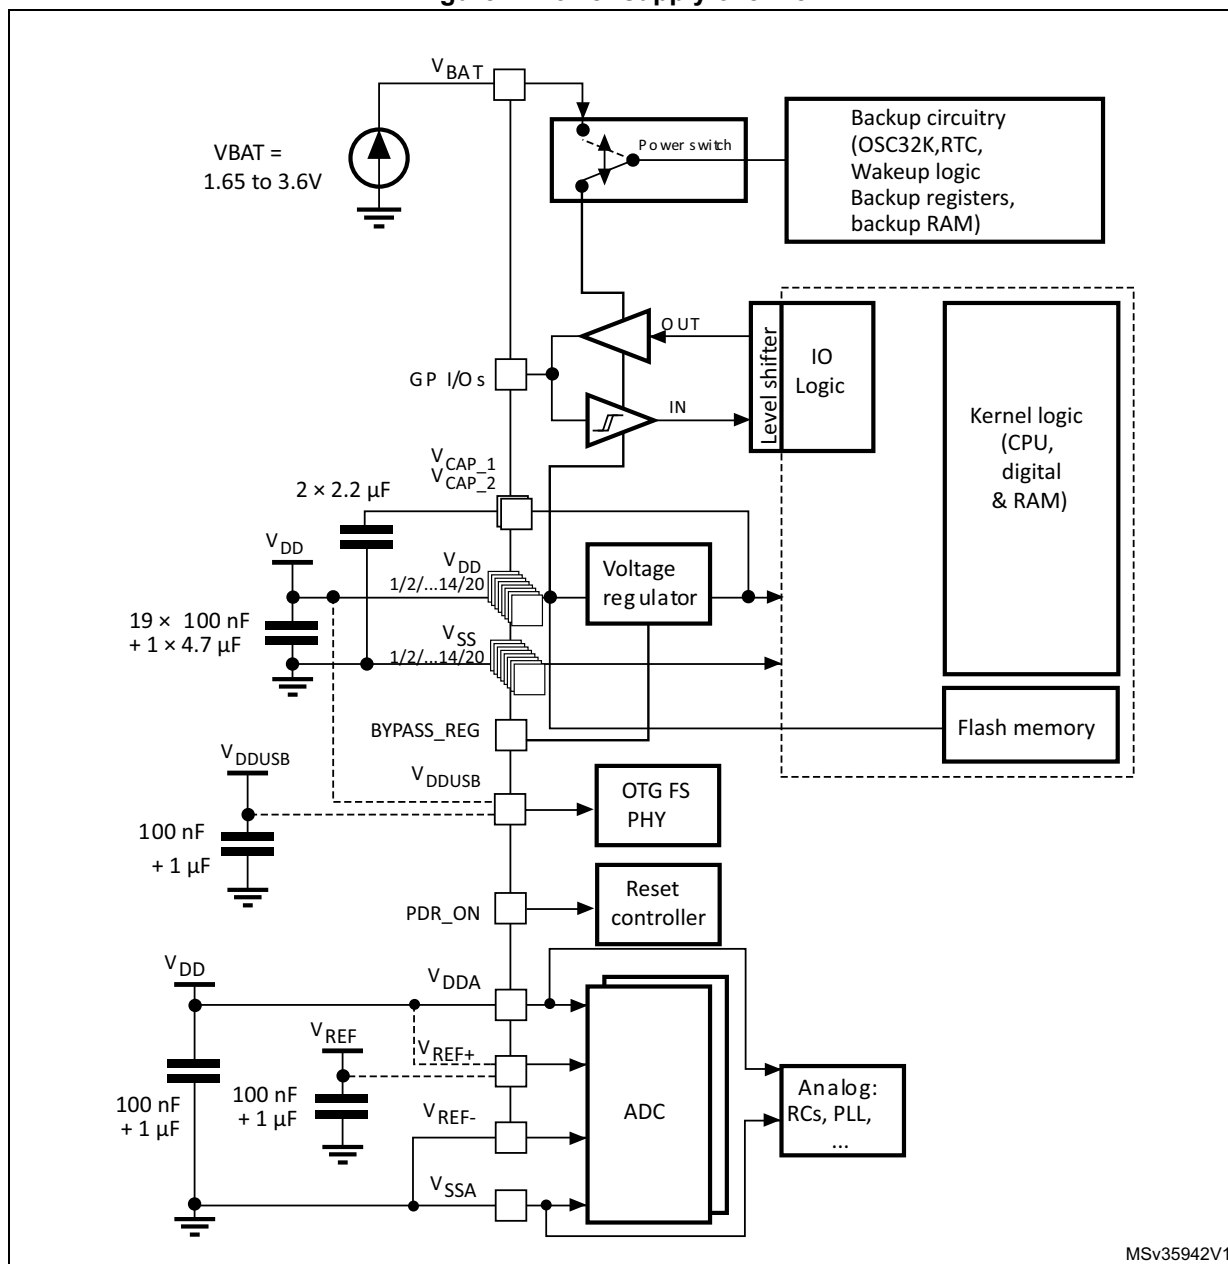 V BAT
VBAT =
1.65 to 3.6V
Power switch
Backup circuitry
(OSC32K,RTC,
Wakeup logic
Backup registers,
backup RAM)
OUT
GP I/Os
IN
Level shifter
IO
Logic
Kernel logic
(CPU,
digital
& RAM)
VCAP_1
VCAP_2
2 × 2.2 μF
VDD
VDD
1/2/...14/20
Voltage
regulator
19 × 100 nF
+ 1 × 4.7 μF
VSS
1/2/...14/20
BYPASS_REG
Flash memory
VDDUSB
VDDUSB
OTG FS
PHY
100 nF
+ 1 μF
PDR_ON
Reset
controller
VDD
VDDA
VREF
VREF+
100 nF
+ 1 μF
100 nF
+ 1 μF
VREF-
ADC
Analog:
RCs, PLL,
...
VSSA
MSv35942V1